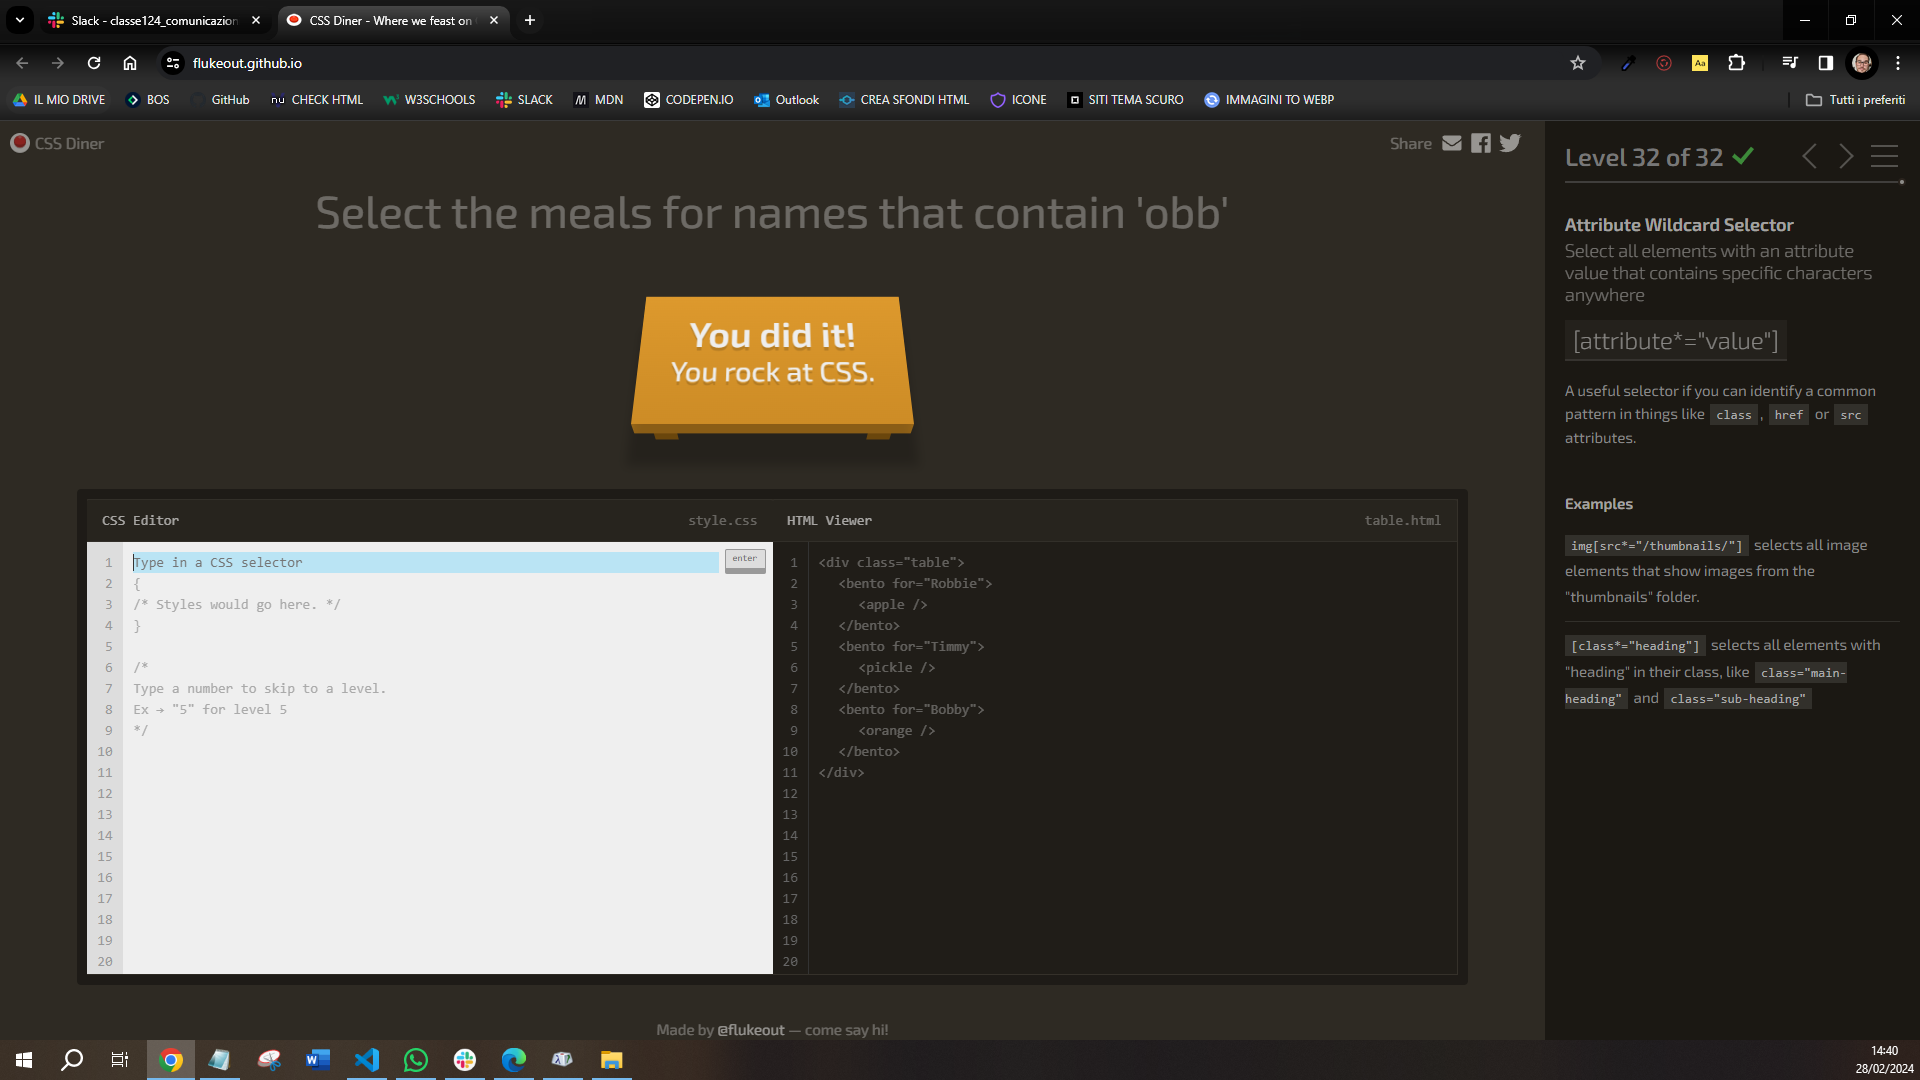 Slack - classe124_comunicazion
CSS Diner - Where we feast on
flukeout.github.io
Aa
IL MIO DRIVE
BOS
GitHub
nu CHECK HTML
W3SCHOOLS
SLACK
MDN
CODEPEN.IO
Outlook
CREA SFONDI HTML
ICONE
SITI TEMA SCURO
IMMAGINI TO WEBP
Tutti i preferiti
CSS Diner
Share
Select the meals for names that contain 'obb'
You did it!
You rock at CSS.
CSS Editor
style.css
1 Type in a CSS selector
enter
2 {
3 /* Styles would go here. */
4 }
5
6 /*
7 Type a number to skip to a level.
8 Ex → "5" for level 5
9 */
10
11
12
13
14
15
16
17
18
19
20
HTML Viewer
table.html
1 <div class="table">
2 <bento for="Robbie">
3 <apple />
4 </bento>
5 <bento for="Timmy">
6 <pickle />
7 </bento>
8 <bento for="Bobby">
9 <orange />
10 </bento>
11 </div>
12
13
14
15
16
17
18
19
20
Made by @flukeout — come say hi!
Level 32 of 32
Attribute Wildcard Selector
Select all elements with an attribute
value that contains specific characters
anywhere
[attribute*="value"]
A useful selector if you can identify a common
pattern in things like class , href or src
attributes.
Examples
img[src*="/thumbnails/"] selects all image
elements that show images from the
"thumbnails" folder.
[class*="heading"] selects all elements with
"heading" in their class, like class="main-
heading" and class="sub-heading"
14:40
28/02/2024